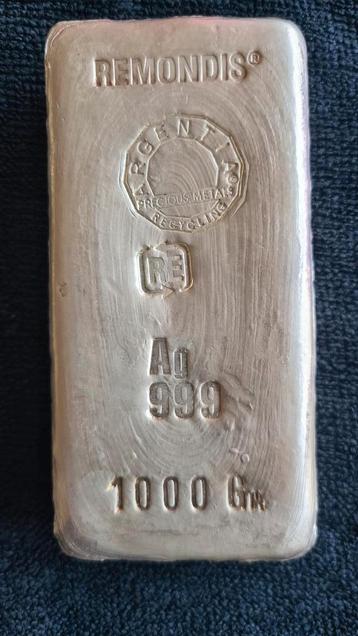 REMONDIS®
ARGENTIA®
PRECIOUS METALS
RECYCLING
RE
Ag
999
1000 Gr.